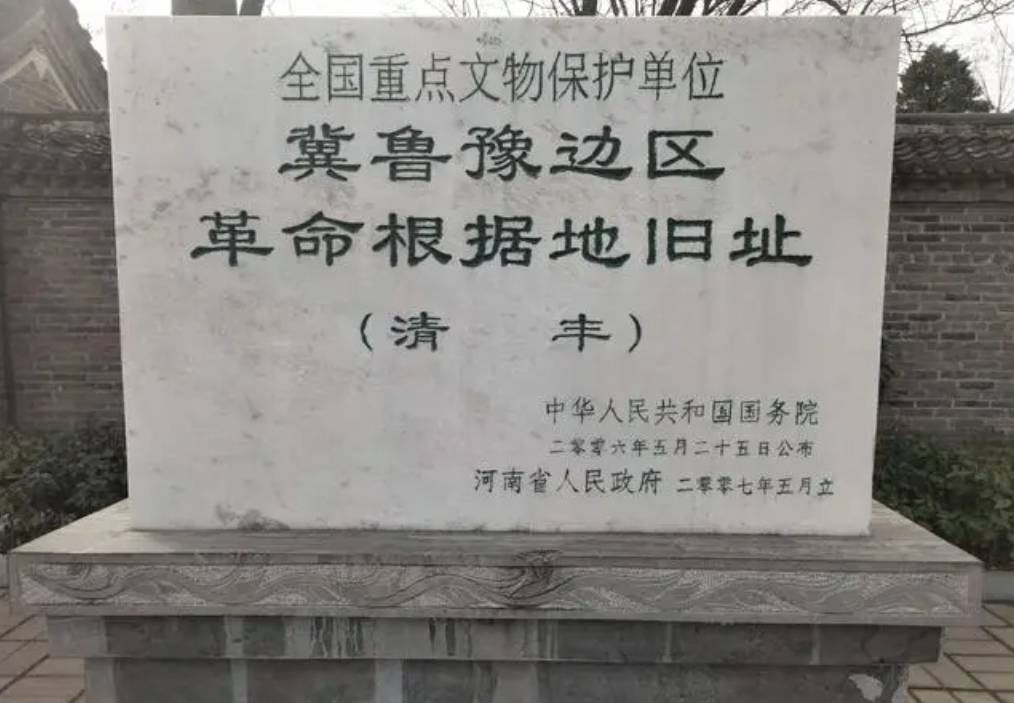 全国重点文物保护单位
冀鲁豫边区
革命根据地旧址
（清 丰）
中华人民共和国国务院
二零零六年五月二十五日公布
河南省人民政府 二零零七年五月立